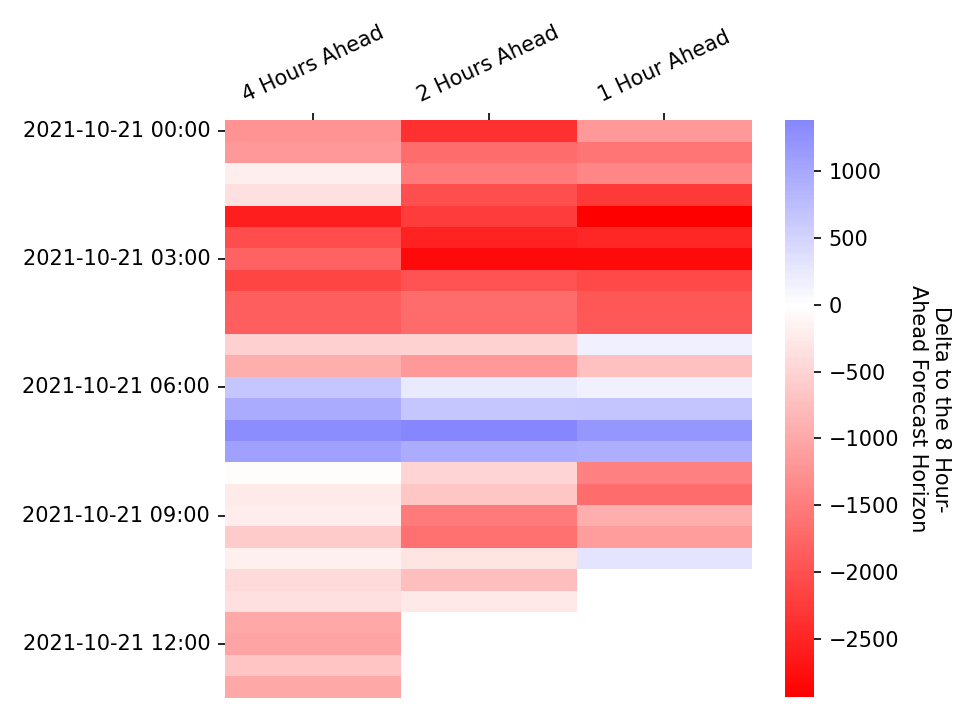 4 Hours Ahead
2 Hours Ahead
1 Hour Ahead
2021-10-21 00:00
2021-10-21 03:00
2021-10-21 06:00
2021-10-21 09:00
2021-10-21 12:00
1000
500
0
−500
−1000
−1500
−2000
−2500
Delta to the 8 Hour-
Ahead Forecast Horizon